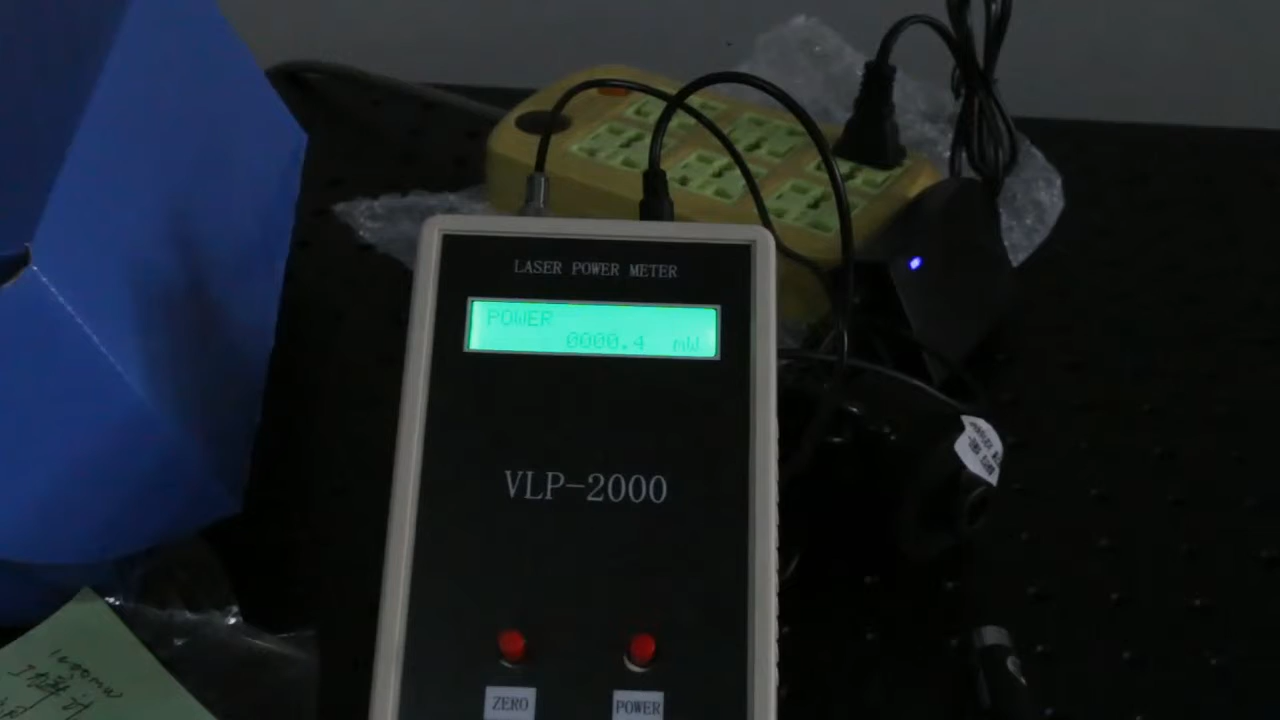 LASER POWER METER
POWER
0000.4 mW
VLP-2000
ZERO
POWER